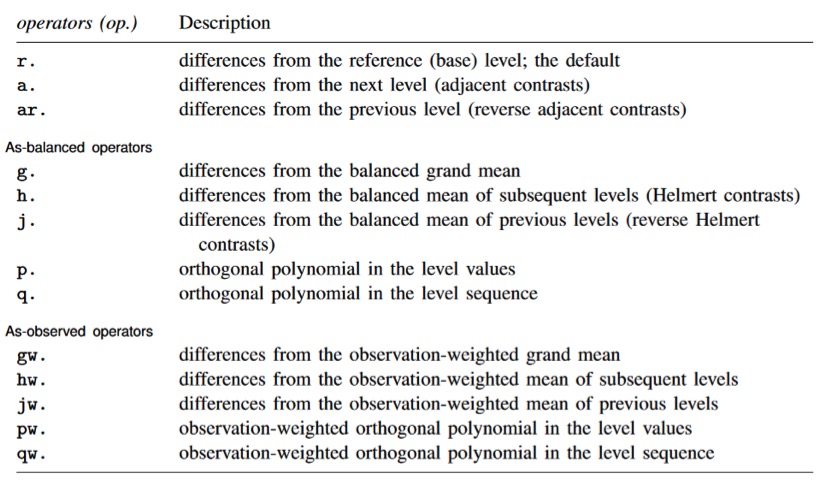 operators (op.) Description
r. differences from the reference (base) level; the default
a. differences from the next level (adjacent contrasts)
ar. differences from the previous level (reverse adjacent contrasts)
As-balanced operators
g. differences from the balanced grand mean
h. differences from the balanced mean of subsequent levels (Helmert contrasts)
j. differences from the balanced mean of previous levels (reverse Helmert
contrasts)
p. orthogonal polynomial in the level values
q. orthogonal polynomial in the level sequence
As-observed operators
gw. differences from the observation-weighted grand mean
hw. differences from the observation-weighted mean of subsequent levels
jw. differences from the observation-weighted mean of previous levels
pw. observation-weighted orthogonal polynomial in the level values
qw. observation-weighted orthogonal polynomial in the level sequence